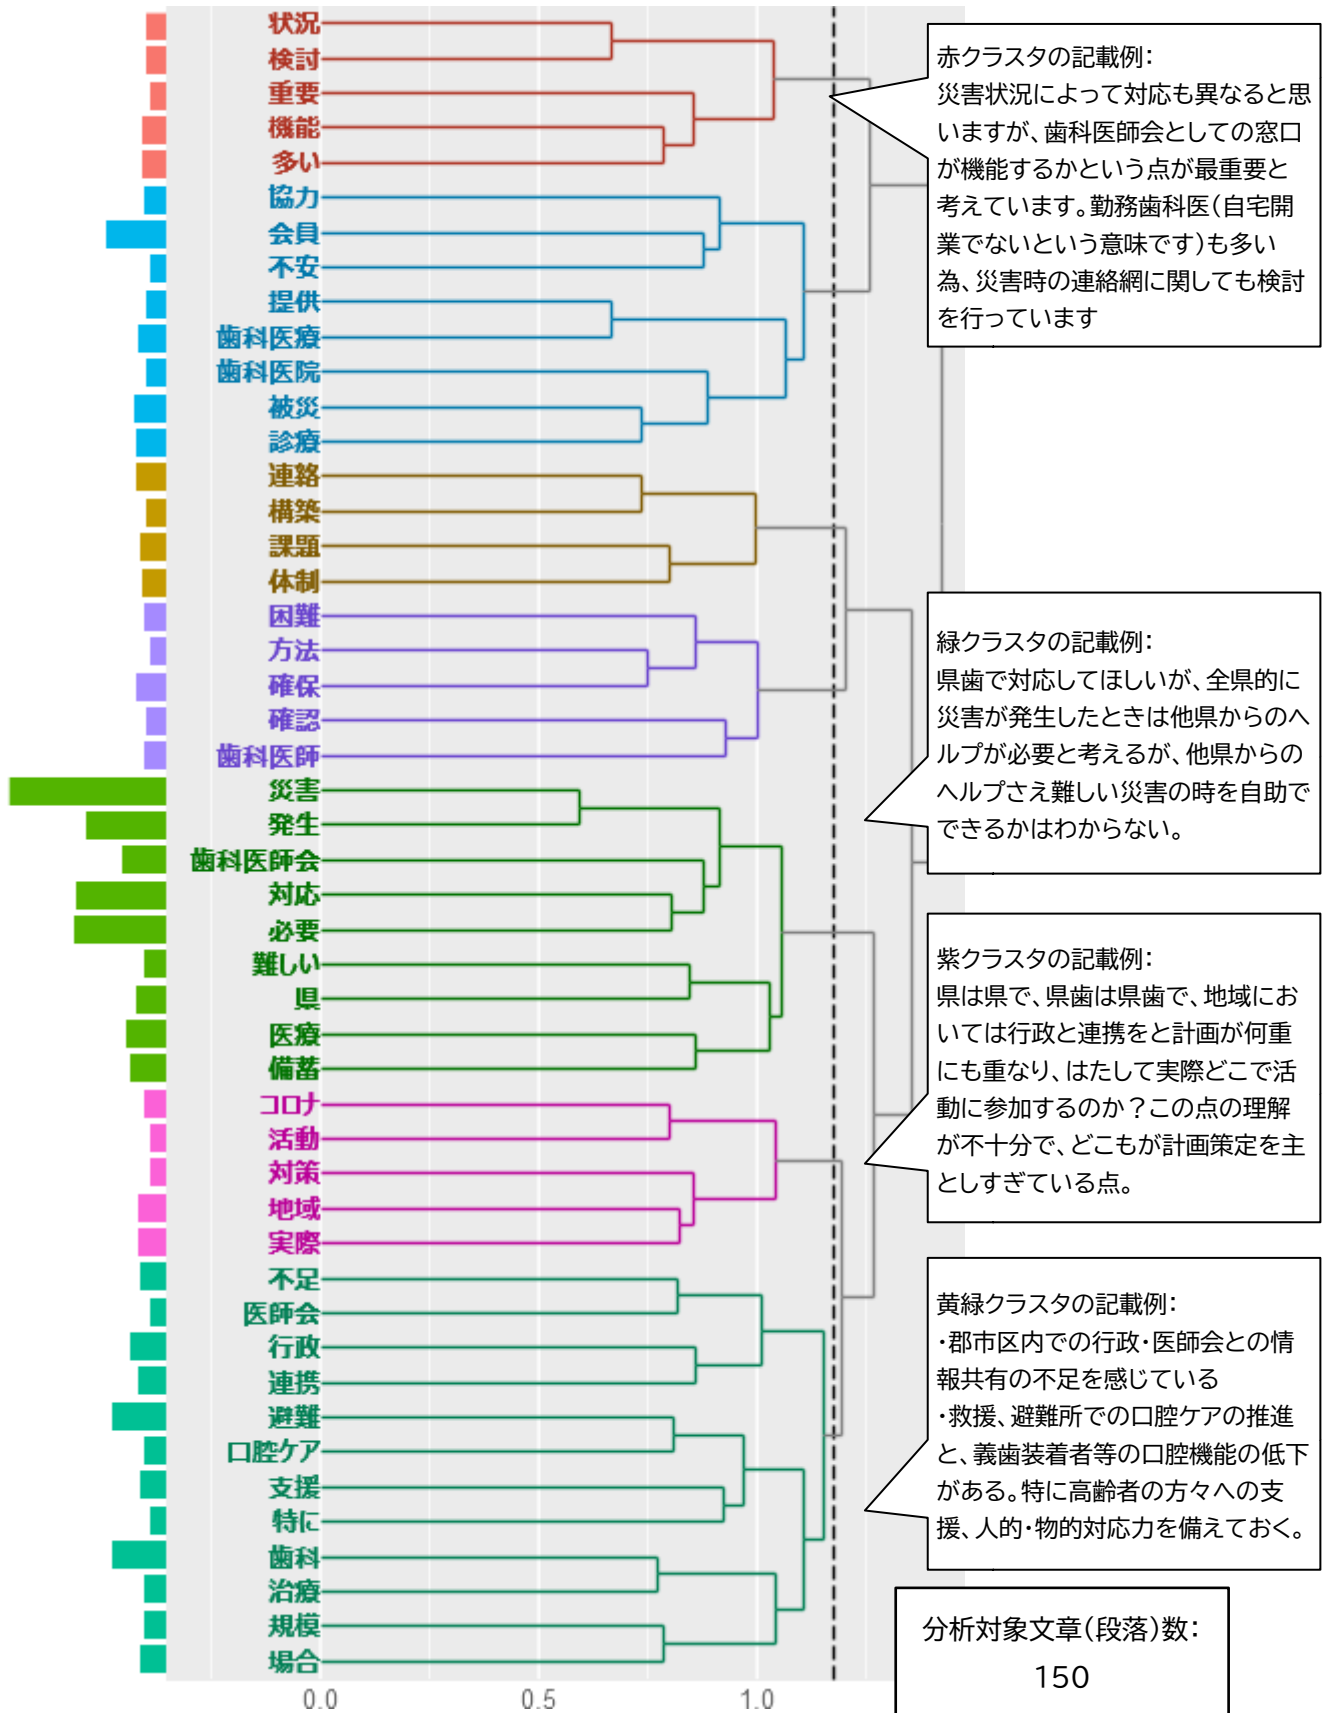 状況
検討
重要
機能
多い
協力
会員
不安
提供
歯科医療
歯科医院
被災
診療
連絡
構築
課題
体制
困難
方法
確保
確認
歯科医師
災害
発生
歯科医師会
対応
必要
難しい
県
医療
備蓄
コロナ
活動
対策
地域
実際
不足
医師会
行政
連携
避難
口腔ケア
支援
特に
歯科
治療
規模
場合
0.0 0.5 1.0
赤クラスタの記載例：
災害状況によって対応も異なると思
いますが、歯科医師会としての窓口
が機能するかという点が最重要と
考えています。勤務歯科医（自宅開
業でないという意味です）も多い
為、災害時の連絡網に関しても検討
を行っています
緑クラスタの記載例：
県歯で対応してほしいが、全県的に
災害が発生したときは他県からのヘ
ルプが必要と考えるが、他県からの
ヘルプさえ難しい災害の時を自助で
できるかはわからない。
紫クラスタの記載例：
県は県で、県歯は県歯で、地域にお
いては行政と連携をと計画が何重
にも重なり、はたして実際どこで活
動に参加するのか？この点の理解
が不十分で、どこもが計画策定を主
としすぎている点。
黄緑クラスタの記載例：
・郡市区内での行政・医師会との情
報共有の不足を感じている
・救援、避難所での口腔ケアの推進
と、義歯装着者等の口腔機能の低下
がある。特に高齢者の方々への支
援、人的・物的対応力を備えておく。
分析対象文章（段落）数：
150